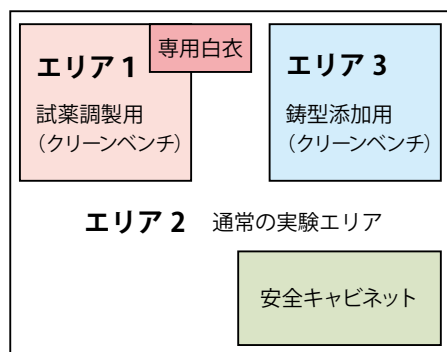 エリア 1
専用白衣
試薬調製用
(クリーンベンチ)
エリア 3
鋳型添加用
(クリーンベンチ)
エリア 2 通常の実験エリア
安全キャビネット